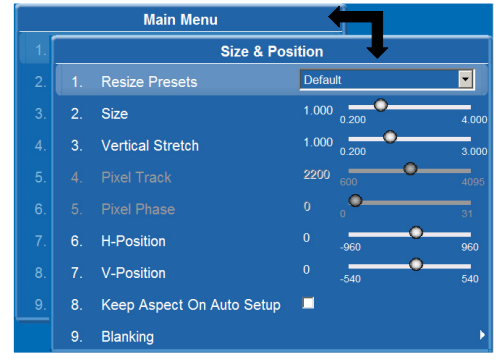 Main Menu
1.
Size & Position
2.
1. Resize Presets Default
3.
2. Size 1.000 0.200 4.000
4.
3. Vertical Stretch 1.000 0.200 3.000
5.
4. Pixel Track 2200 600 4095
6.
5. Pixel Phase 0 0 31
7.
6. H-Position 0 -960 960
8.
7. V-Position 0 -540 540
9.
8. Keep Aspect On Auto Setup
9. Blanking